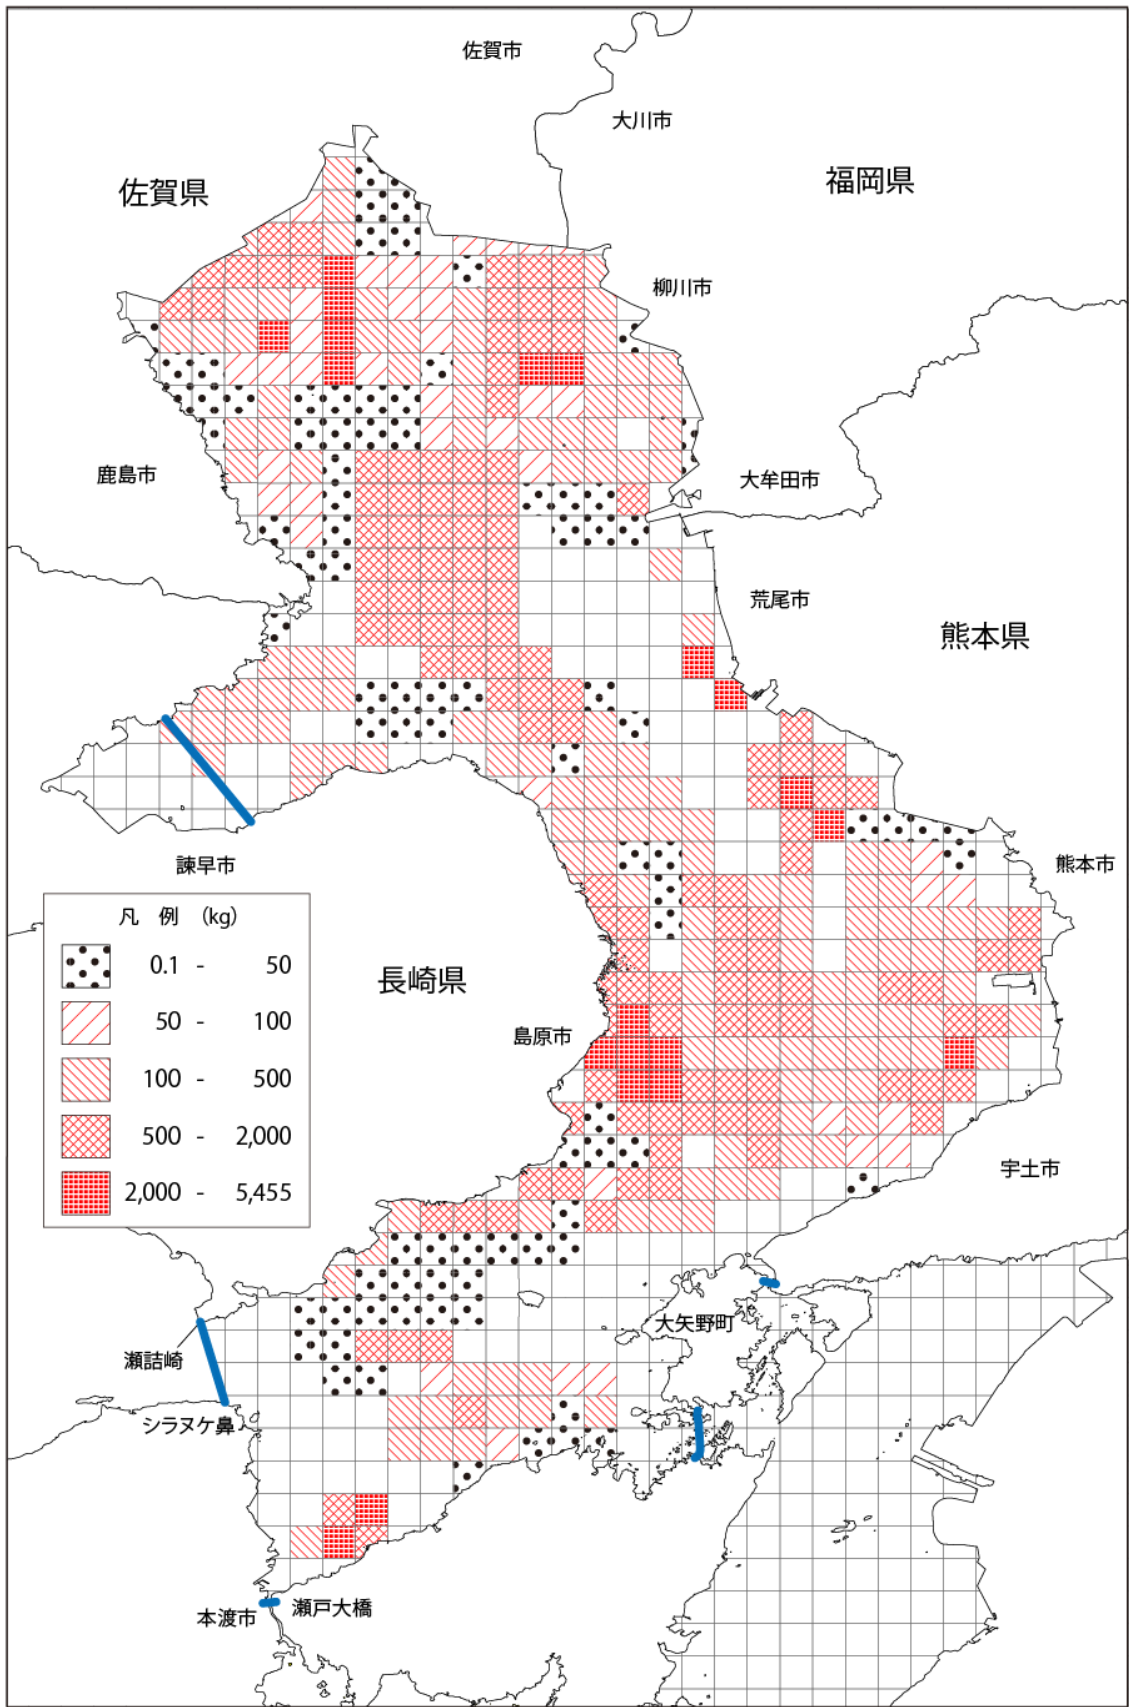 佐賀市
大川市
佐賀県
福岡県
柳川市
鹿島市
大牟田市
荒尾市
熊本県
諫早市
熊本市
凡 例 (kg)
0.1 - 50
50 - 100
100 - 500
500 - 2,000
2,000 - 5,455
長崎県
島原市
宇土市
大矢野町
瀬詰崎
シラヌケ鼻
本渡市
瀬戸大橋